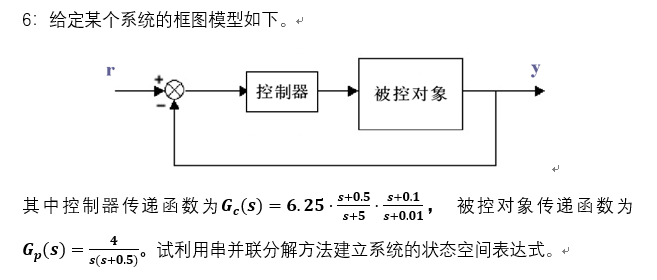 6：给定某个系统的框图模型如下。↵
r + − 控制器 被控对象 y
↵
其中控制器传递函数为G_c(s) = 6.25 · (s+0.5)/(s+5) · (s+0.1)/(s+0.01)， 被控对象传递函数为
G_p(s) = 4/(s(s+0.5))。试利用串并联分解方法建立系统的状态空间表达式。↵